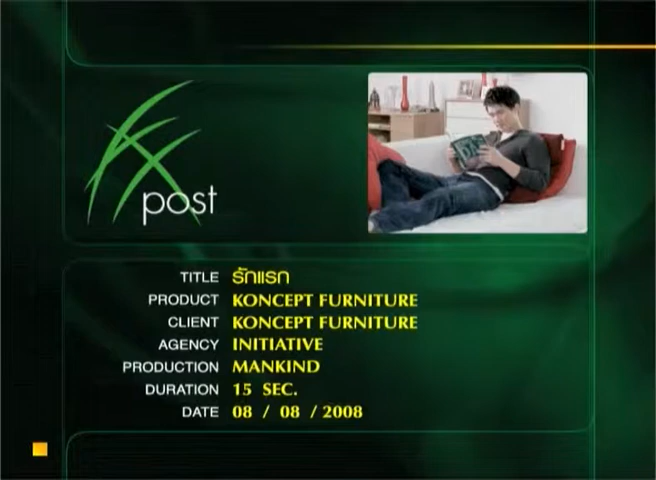 FX
post
TITLE รักแรก
PRODUCT KONCEPT FURNITURE
CLIENT KONCEPT FURNITURE
AGENCY INITIATIVE
PRODUCTION MANKIND
DURATION 15 SEC.
DATE 08 / 08 / 2008